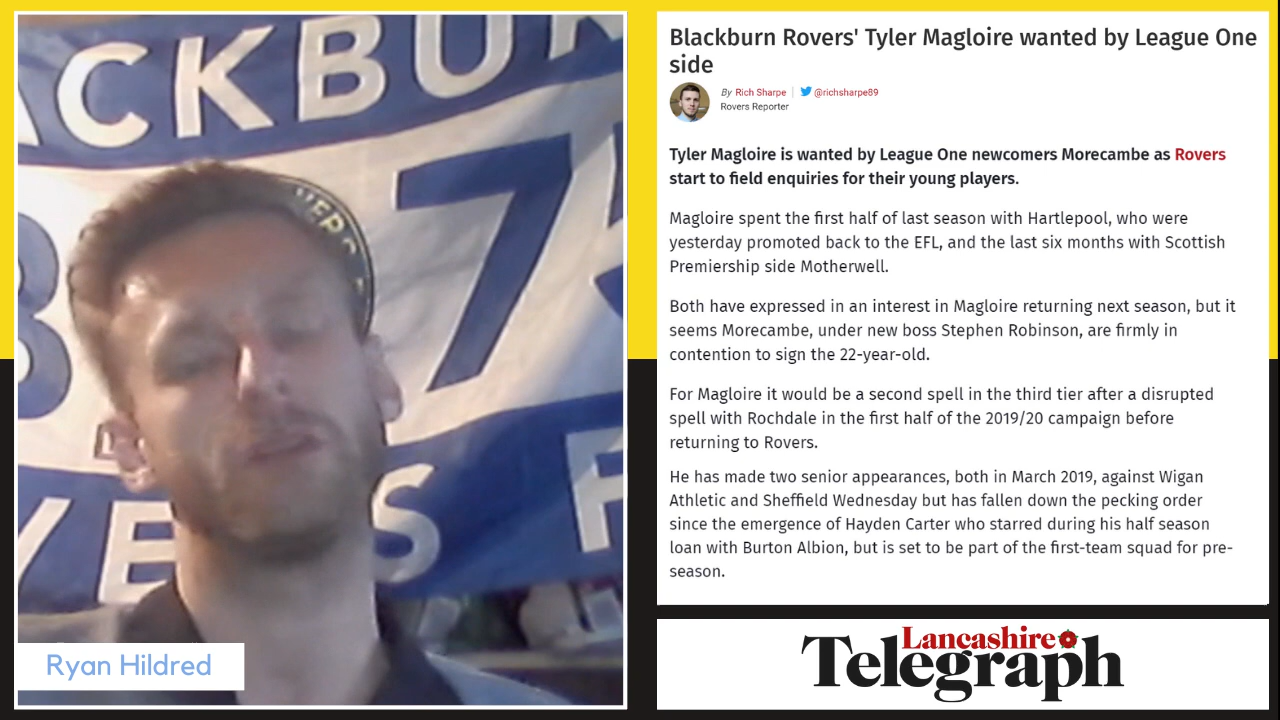 ACKBU
7
VE S F
Ryan Hildred
Blackburn Rovers' Tyler Magloire wanted by League One
side
By Rich Sharpe | @richsharpe89
Rovers Reporter
Tyler Magloire is wanted by League One newcomers Morecambe as Rovers
start to field enquiries for their young players.
Magloire spent the first half of last season with Hartlepool, who were
yesterday promoted back to the EFL, and the last six months with Scottish
Premiership side Motherwell.
Both have expressed in an interest in Magloire returning next season, but it
seems Morecambe, under new boss Stephen Robinson, are firmly in
contention to sign the 22-year-old.
For Magloire it would be a second spell in the third tier after a disrupted
spell with Rochdale in the first half of the 2019/20 campaign before
returning to Rovers.
He has made two senior appearances, both in March 2019, against Wigan
Athletic and Sheffield Wednesday but has fallen down the pecking order
since the emergence of Hayden Carter who starred during his half season
loan with Burton Albion, but is set to be part of the first-team squad for pre-
season.
Lancashire
Telegraph